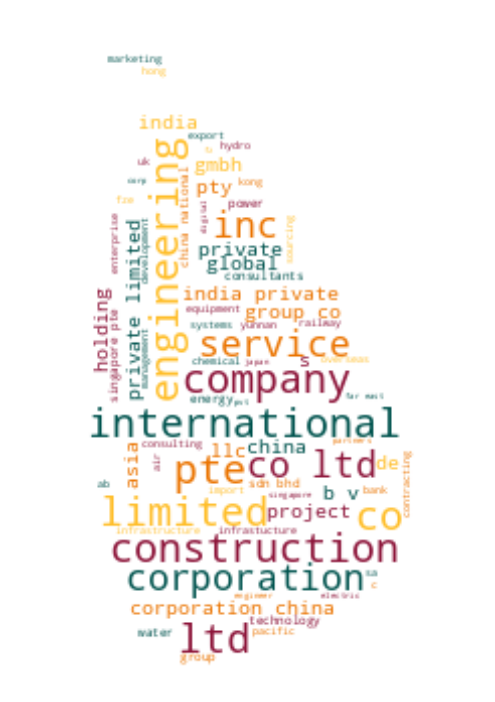 marketing
hong
india
export
hydro
engineering
uk
gmbh
china national
corp
pty
kong
fze
power
digital
enterprise
inc
sourcing
private limited
development
private
global
consultants
holding
singapore pte
india private
equipment
group co
systems
yunnan
railway
management
service
chemical
japan
s
overseas
company
energy
pvt
far east
international
partners
consulting
china
llc
asia
air
pte
co ltd
de
contracting
ab
sdn bhd
import
singapore
b v
bank
limited
project
co
infrastructure
infrastucture
construction
corporation
sa
c
engineer
electric
corporation china
technology
water
ltd
pacific
group